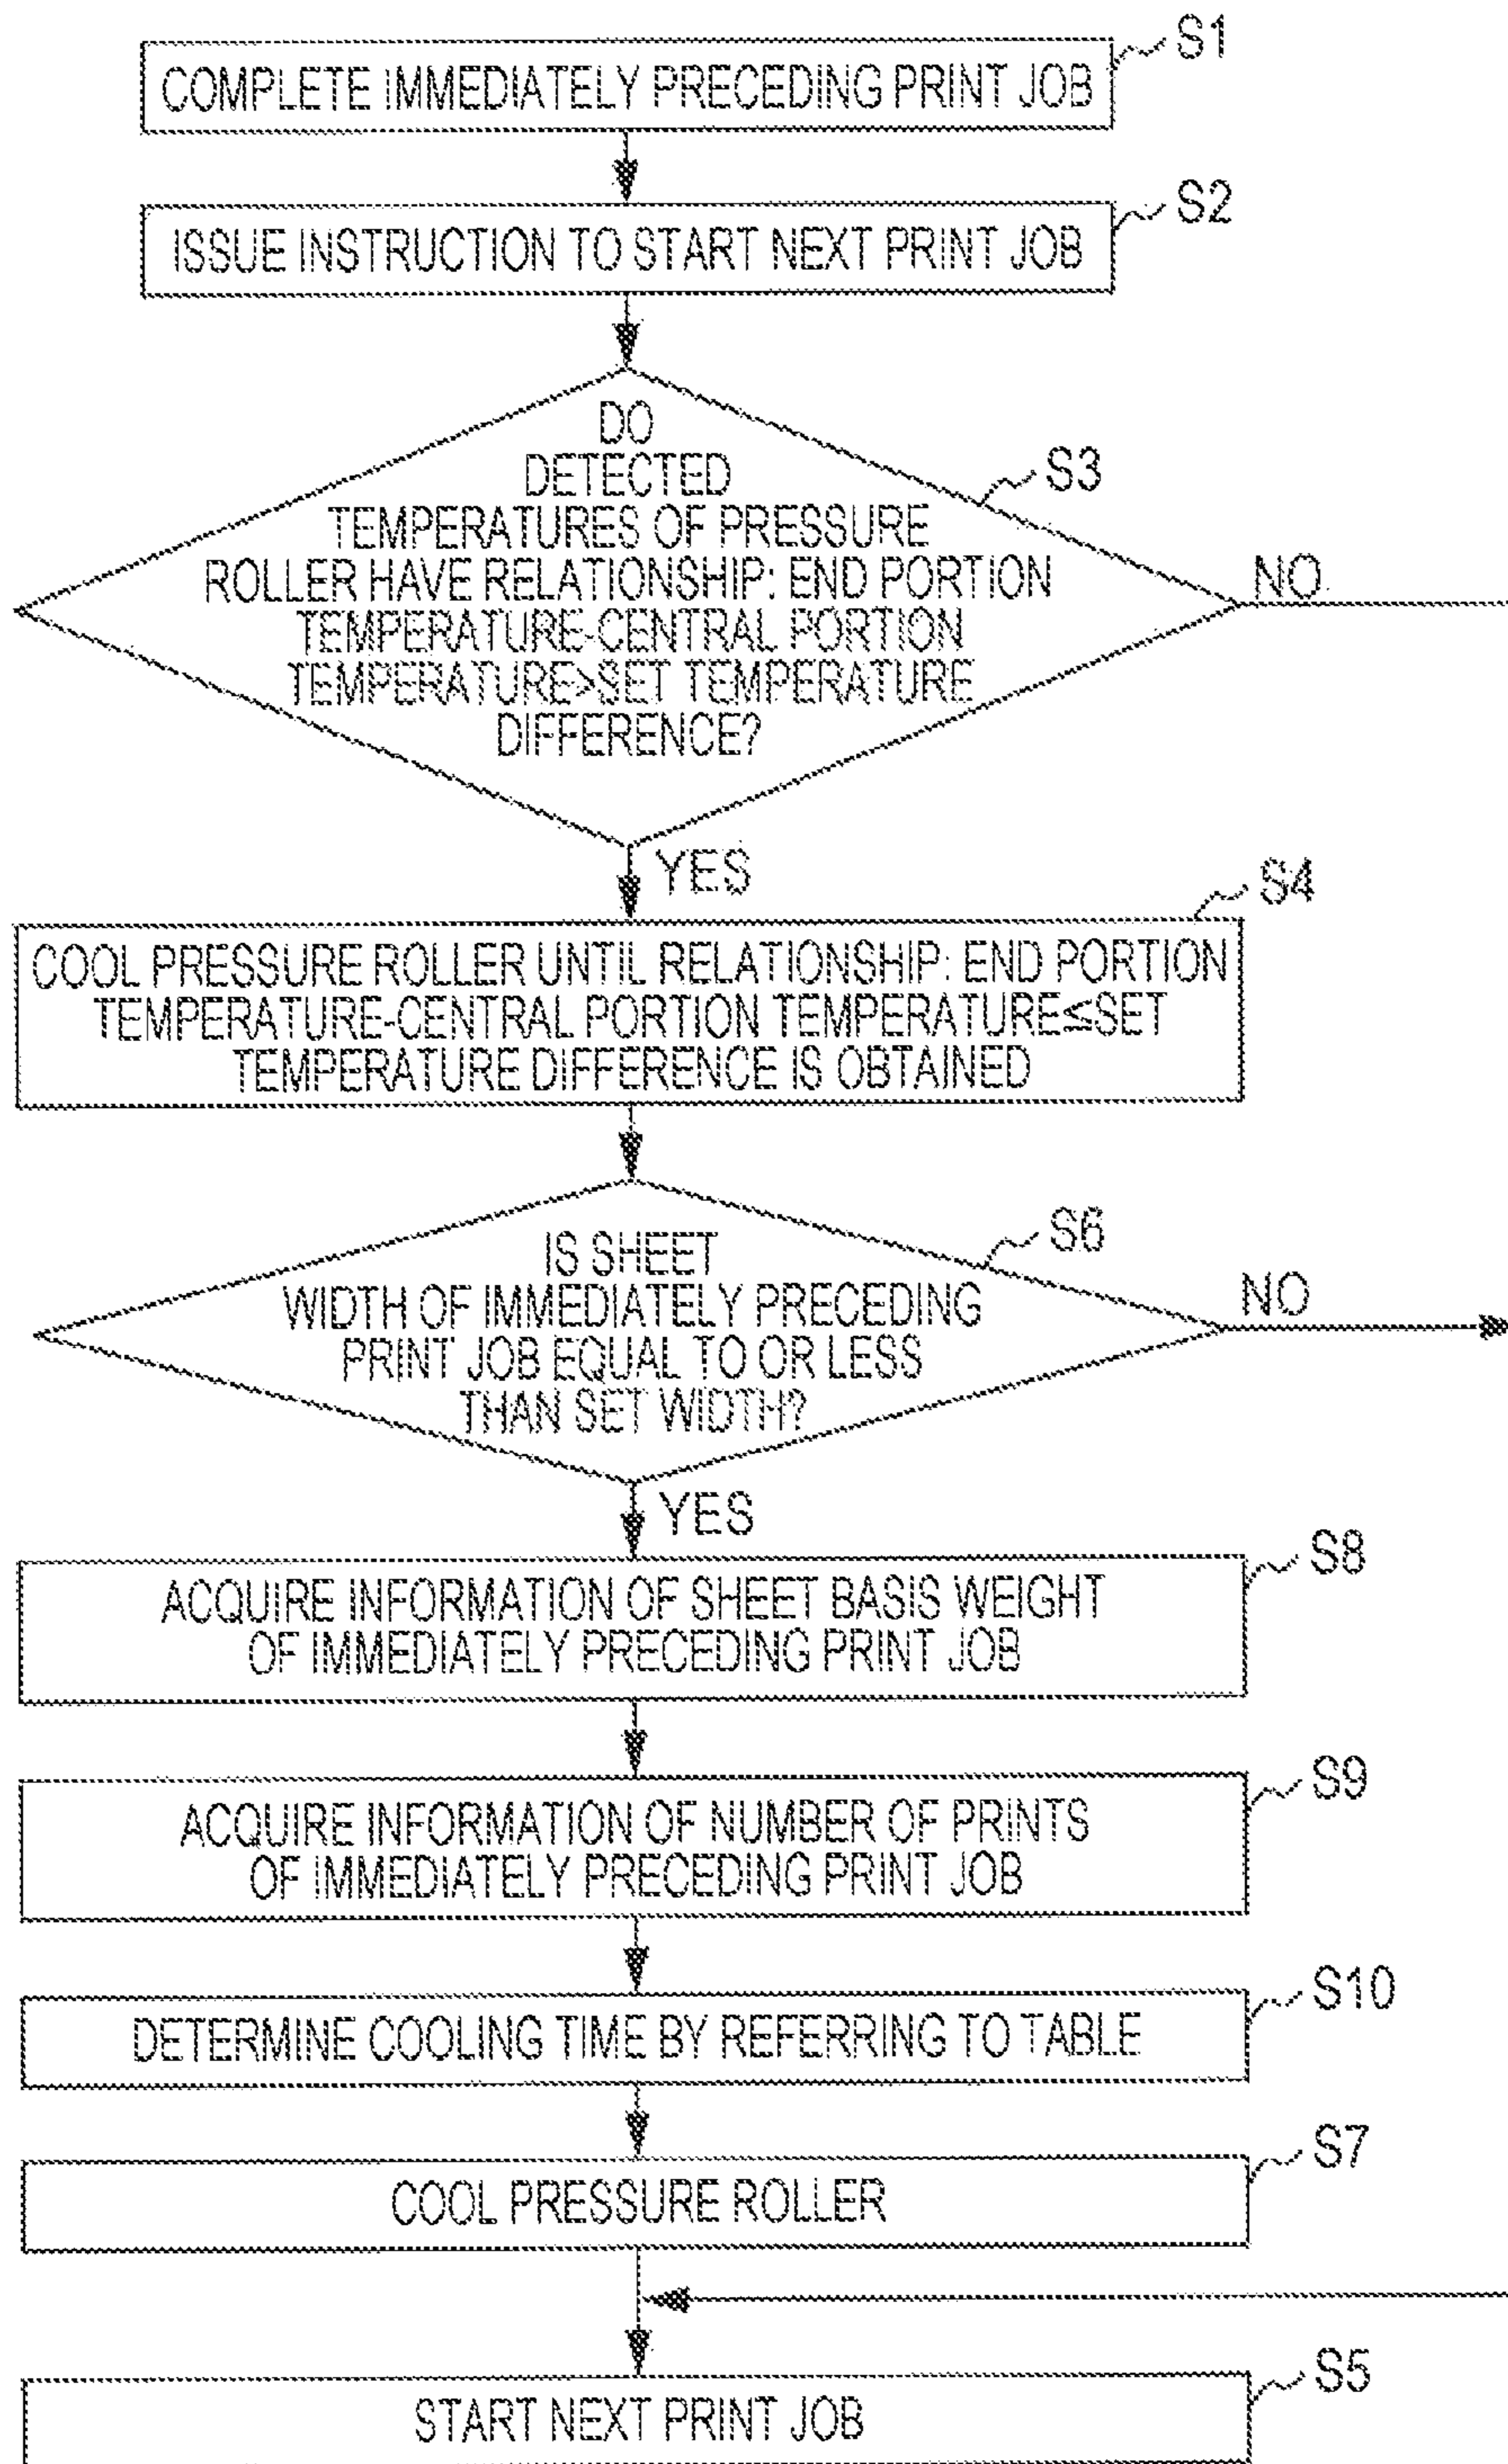 S1
COMPLETE IMMEDIATELY PRECEDING PRINT JOB
S2
ISSUE INSTRUCTION TO START NEXT PRINT JOB
DO
DETECTED
TEMPERATURES OF PRESSURE
ROLLER HAVE RELATIONSHIP: END PORTION
TEMPERATURE-CENTRAL PORTION
TEMPERATURE>SET TEMPERATURE
DIFFERENCE?
S3
NO
YES
S4
COOL PRESSURE ROLLER UNTIL RELATIONSHIP: END PORTION
TEMPERATURE-CENTRAL PORTION TEMPERATURE≦SET
TEMPERATURE DIFFERENCE IS OBTAINED
IS SHEET
WIDTH OF IMMEDIATELY PRECEDING
PRINT JOB EQUAL TO OR LESS
THAN SET WIDTH?
S6
NO
YES
S8
ACQUIRE INFORMATION OF SHEET BASIS WEIGHT
OF IMMEDIATELY PRECEDING PRINT JOB
S9
ACQUIRE INFORMATION OF NUMBER OF PRINTS
OF IMMEDIATELY PRECEDING PRINT JOB
S10
DETERMINE COOLING TIME BY REFERRING TO TABLE
S7
COOL PRESSURE ROLLER
S5
START NEXT PRINT JOB